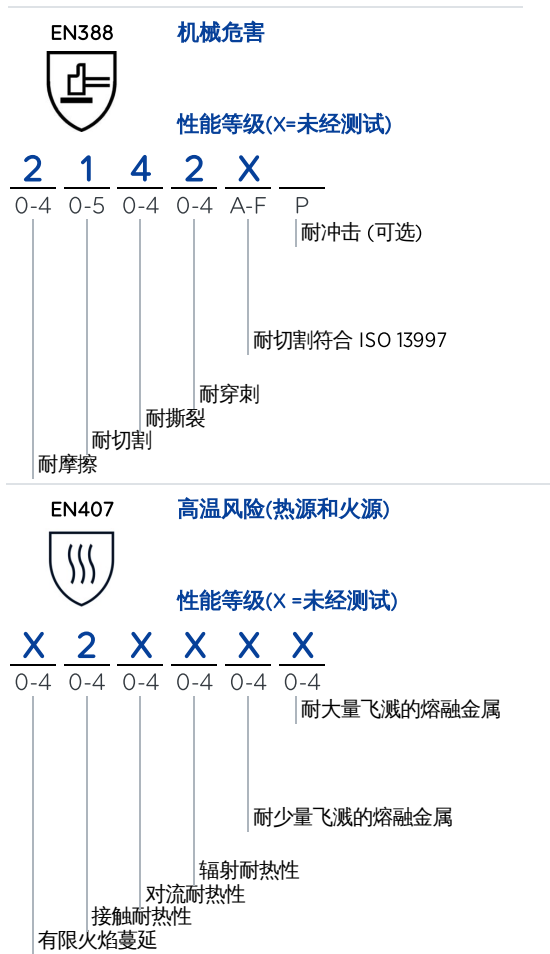 EN388
机械危害
性能等级(X=未经测试)
2 1 4 2 X
0-4 0-5 0-4 0-4 A-F P
耐冲击 (可选)
耐切割符合 ISO 13997
耐穿刺
耐撕裂
耐切割
耐摩擦
EN407
高温风险(热源和火源)
性能等级(X =未经测试)
X 2 X X X X
0-4 0-4 0-4 0-4 0-4 0-4
耐大量飞溅的熔融金属
耐少量飞溅的熔融金属
辐射耐热性
对流耐热性
接触耐热性
有限火焰蔓延